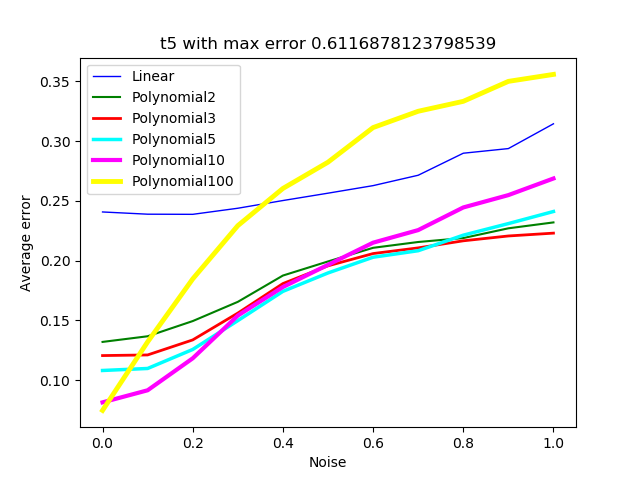 t5 with max error 0.6116878123798539
Linear
Polynomial2
Polynomial3
Polynomial5
Polynomial10
Polynomial100
Average error
0.35
0.30
0.25
0.20
0.15
0.10
0.0 0.2 0.4 0.6 0.8 1.0
Noise